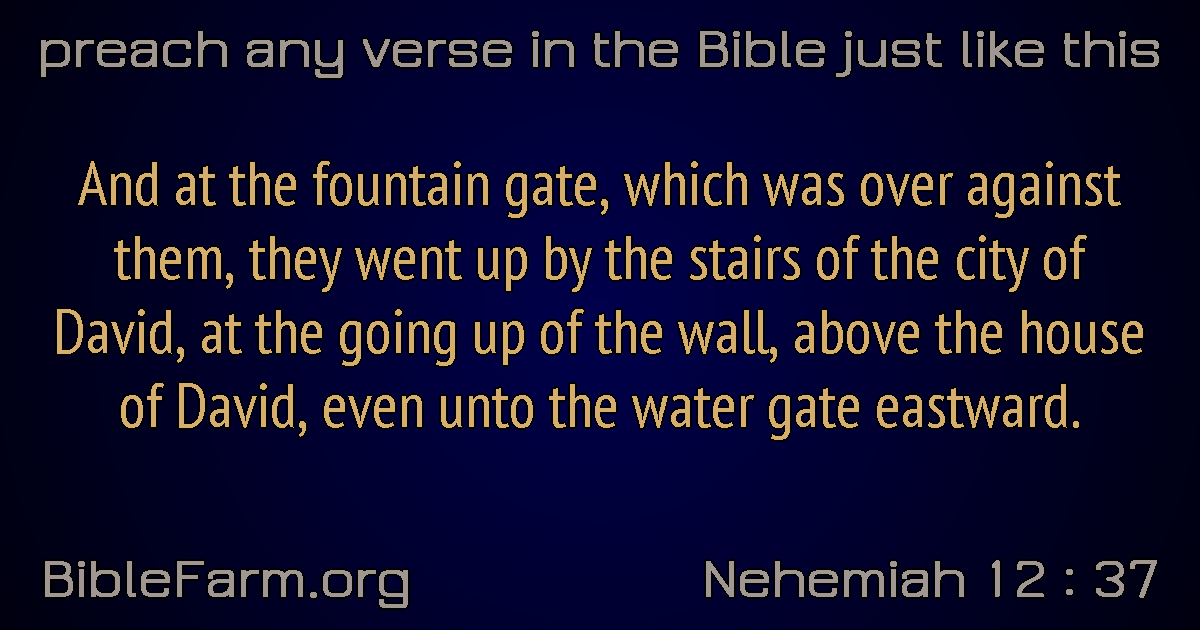 preach any verse in the Bible just like this
And at the fountain gate, which was over against
them, they went up by the stairs of the city of
David, at the going up of the wall, above the house
of David, even unto the water gate eastward.
BibleFarm.org
Nehemiah 12 : 37